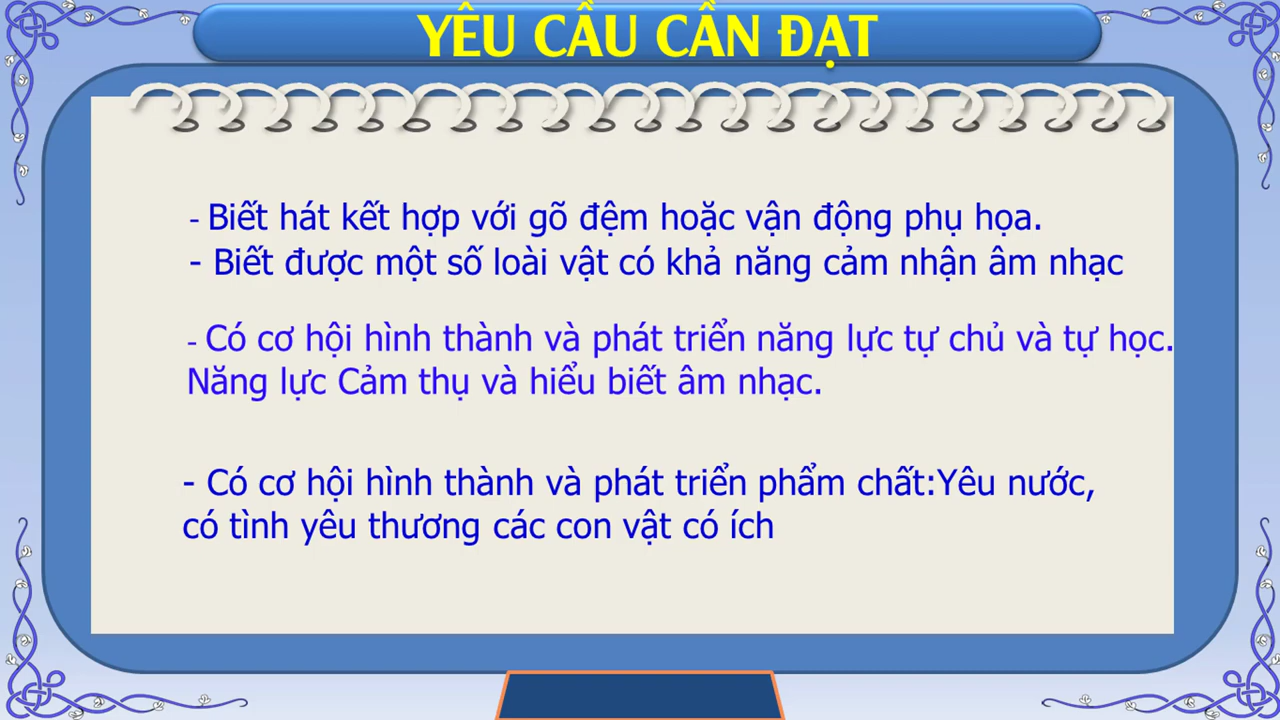 YÊU CẦU CẦN ĐẠT
- Biết hát kết hợp với gõ đệm hoặc vận động phụ họa.
- Biết được một số loài vật có khả năng cảm nhận âm nhạc
- Có cơ hội hình thành và phát triển năng lực tự chủ và tự học.
Năng lực Cảm thụ và hiểu biết âm nhạc.
- Có cơ hội hình thành và phát triển phẩm chất:Yêu nước,
có tình yêu thương các con vật có ích